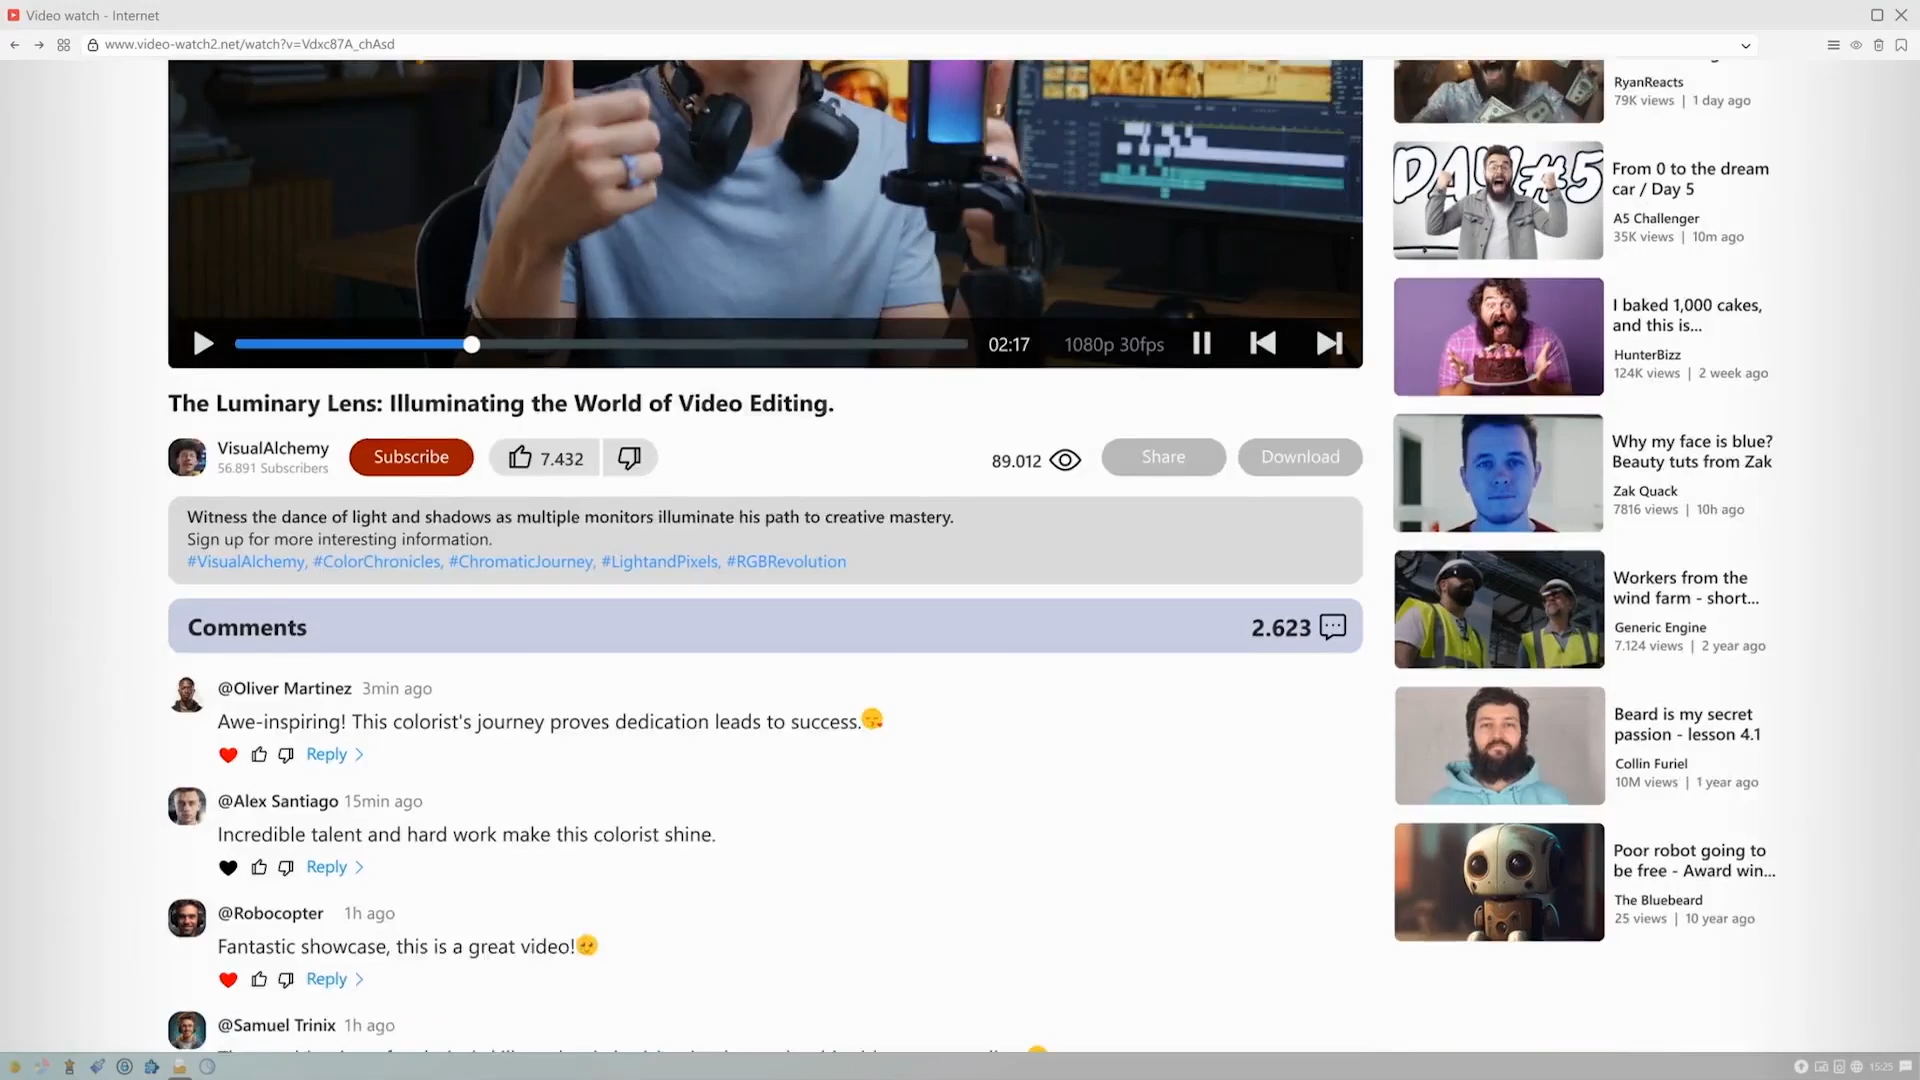 Video watch - Internet
www.video-watch2.net/watch?v=Vdxc87A_chAsd
02:17
1080p 30fps
The Luminary Lens: Illuminating the World of Video Editing.
VisualAlchemy
56.891 Subscribers
Subscribe
7.432
89.012
Share
Download
Witness the dance of light and shadows as multiple monitors illuminate his path to creative mastery.
Sign up for more interesting information.
#VisualAlchemy, #ColorChronicles, #ChromaticJourney, #LightandPixels, #RGBRevolution
Comments
2.623
@Oliver Martinez 3min ago
Awe-inspiring! This colorist's journey proves dedication leads to success.
Reply
@Alex Santiago 15min ago
Incredible talent and hard work make this colorist shine.
Reply
@Robocopter 1h ago
Fantastic showcase, this is a great video!
Reply
@Samuel Trinix 1h ago
RyanReacts
79K views | 1 day ago
DAY#5
From 0 to the dream
car / Day 5
A5 Challenger
35K views | 10m ago
I baked 1,000 cakes,
and this is...
HunterBizz
124K views | 2 week ago
Why my face is blue?
Beauty tuts from Zak
Zak Quack
7816 views | 10h ago
Workers from the
wind farm - short...
Generic Engine
7.124 views | 2 year ago
Beard is my secret
passion - lesson 4.1
Collin Furiel
10M views | 1 year ago
Poor robot going to
be free - Award win...
The Bluebeard
25 views | 10 year ago
15:25